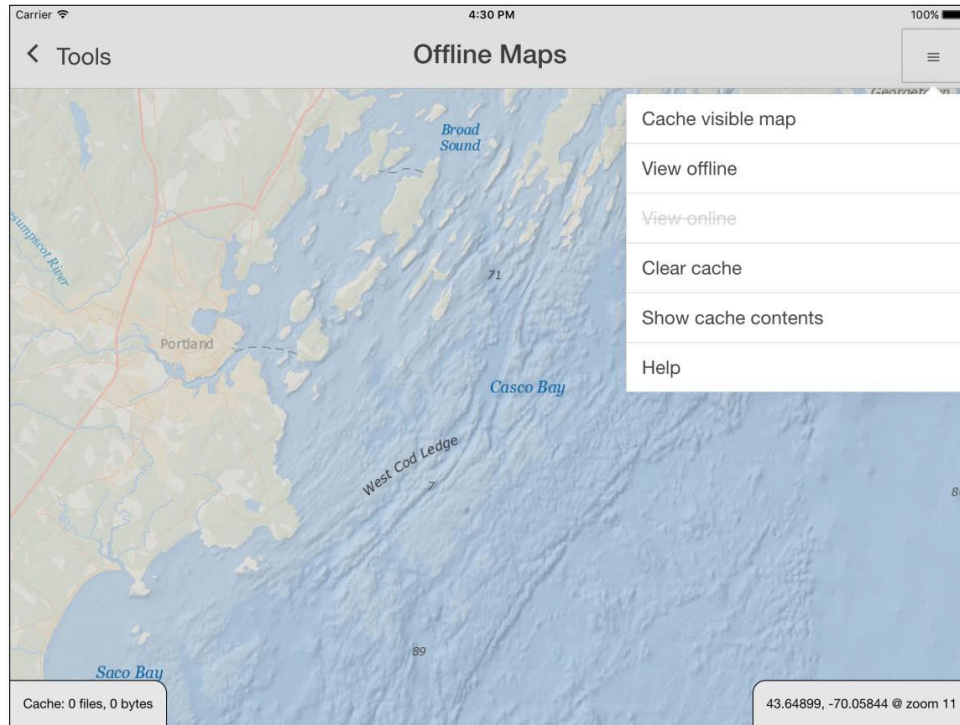 Carrier
4:30 PM
100%
Tools
Offline Maps
Georgetown
Cache visible map
View offline
View online
Clear cache
Show cache contents
Help
Broad
Sound
71
Portland
Casco Bay
West Cod Ledge
7
89
Saco Bay
Cache: 0 files, 0 bytes
43.64899, -70.05844 @ zoom 11